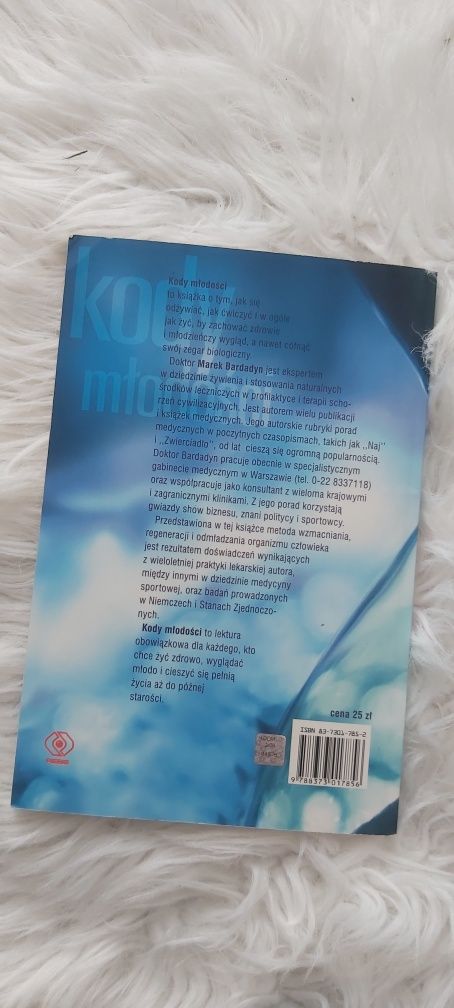 kody
Kody młodości
to książka o tym, jak się
odżywiać, jak ćwiczyć i w ogóle
jak żyć, by zachować zdrowie
i młodzieńczy wygląd, a nawet cofnąć
swój zegar biologiczny.
Doktor Marek Bardadyn jest ekspertem
w dziedzinie żywienia i stosowania naturalnych
środków leczniczych w profilaktyce i terapii scho-
rzeń cywilizacyjnych. Jest autorem wielu publikacji
i książek medycznych. Jego autorskie rubryki porad
medycznych w poczytnych czasopismach, takich jak ,,Naj"
i ,,Zwierciadło", od lat cieszą się ogromną popularnością.
Doktor Bardadyn pracuje obecnie w specjalistycznym
gabinecie medycznym w Warszawie (tel. 0-22 8337118)
oraz współpracuje jako konsultant z wieloma krajowymi
i zagranicznymi klinikami. Z jego porad korzystają
gwiazdy show biznesu, znani politycy i sportowcy.
Przedstawiona w tej książce metoda wzmacniania,
regeneracji i odmładzania organizmu człowieka
jest rezultatem doświadczeń wynikających
z wieloletniej praktyki lekarskiej autora,
między innymi w dziedzinie medycyny
sportowej, oraz badań prowadzonych
w Niemczech i Stanach Zjednoczo-
nych.
Kody młodości to lektura
obowiązkowa dla każdego, kto
chce żyć zdrowo, wyglądać
młodo i cieszyć się pełnią
życia aż do późnej
starości.
cena 25 zł
ISBN 83-7301-785-2
9 788373 017856
REBIS